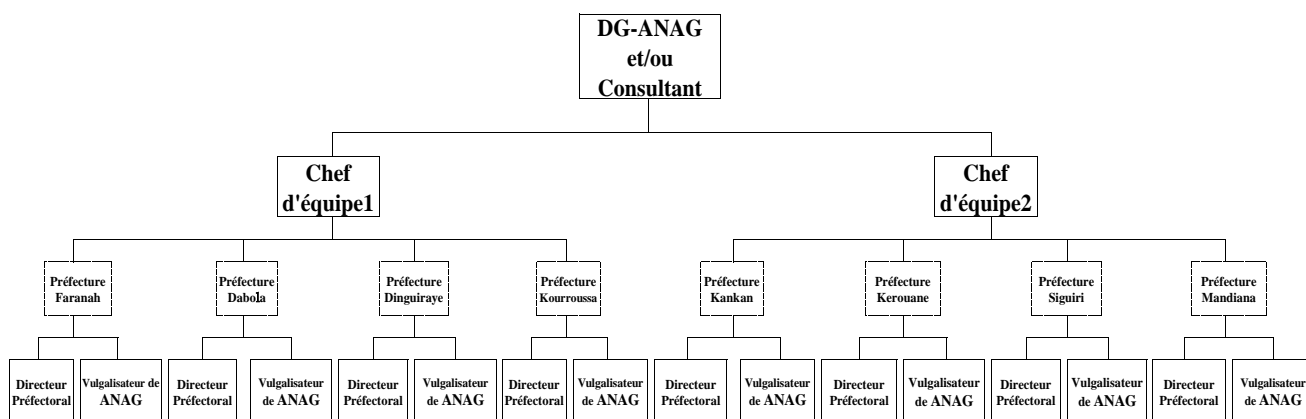 DG-ANAG
et/ou
Consultant
Chef
d'équipe1
Chef
d'équipe2
Préfecture
Faranah
Préfecture
Dabola
Préfecture
Dinguiraye
Préfecture
Kourroussa
Préfecture
Kankan
Préfecture
Kerouane
Préfecture
Siguiri
Préfecture
Mandiana
Directeur
Préfectoral
Vulgalisateur de
ANAG
Directeur
Préfectoral
Vulgalisateur
de ANAG
Directeur
Préfectoral
Vulgalisateur
de ANAG
Directeur
Préfectoral
Vulgalisateur
de ANAG
Directeur
Préfectoral
Vulgalisateur
de ANAG
Directeur
Préfectoral
Vulgalisateur
de ANAG
Directeur
Préfectoral
Vulgalisateur
de ANAG
Directeur
Préfectoral
Vulgalisateur
de ANAG